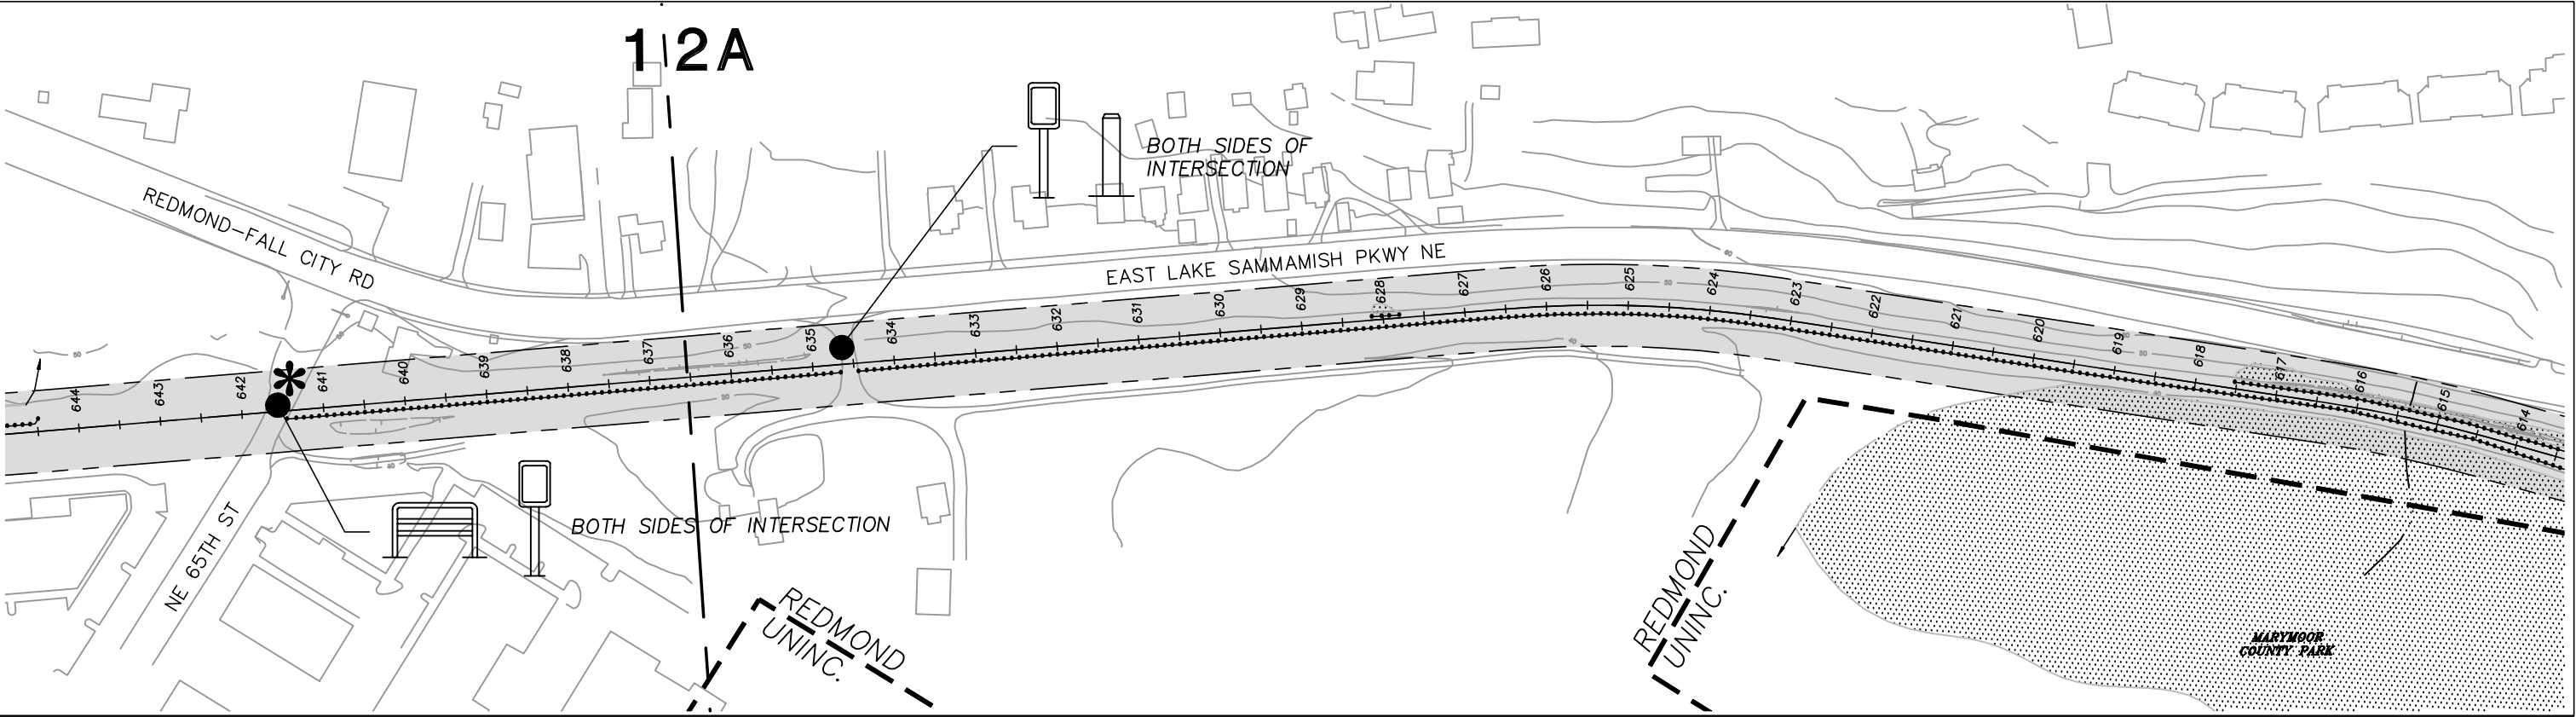 1 2A
BOTH SIDES OF
INTERSECTION
REDMOND-FALL CITY RD
EAST LAKE SAMMAMISH PKWY NE
644
643
642
641
640
639
638
637
636
635
634
633
632
631
630
629
628
627
626
625
624
623
622
621
620
619
618
617
616
615
614
BOTH SIDES OF INTERSECTION
NE 65TH ST
REDMOND
UNINC.
REDMOND
UNINC.
MARYMOOR
COUNTY PARK